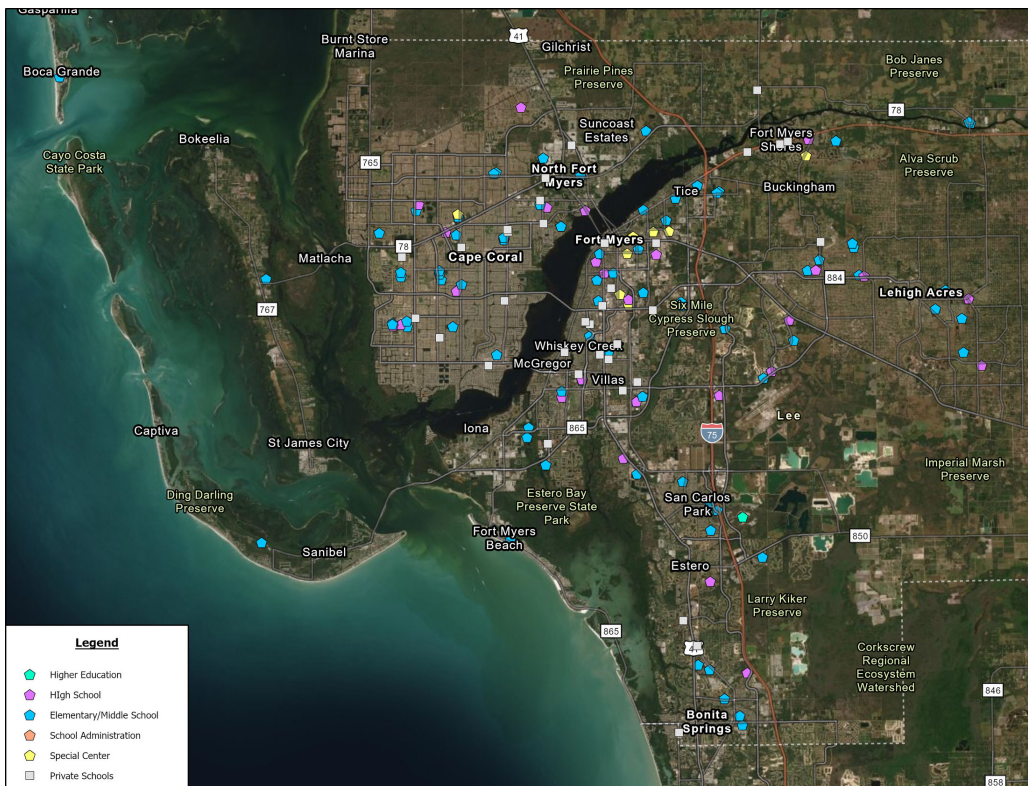 Gasparilla
Boca Grande
Cayo Costa
State Park
Bokeelia
Burnt Store
Marina
41
Gilchrist
Prairie Pines
Preserve
Bob Janes
Preserve
78
Suncoast
Estates
Fort Myers
Shores
765
North Fort
Myers
Tice
Buckingham
Alva Scrub
Preserve
Matlacha
78
Fort Myers
Cape Coral
884
Lehigh Acres
767
Six Mile
Cypress Slough
Preserve
Whiskey Creek
McGregor
Villas
Captiva
St James City
Iona
865
75
Lee
Ding Darling
Preserve
Sanibel
Estero Bay
Preserve State
Park
San Carlos
Park
Imperial Marsh
Preserve
Fort Myers
Beach
850
Estero
Larry Kiker
Preserve
865
41
Corkscrew
Regional
Ecosystem
Watershed
846
Bonita
Springs
858
Legend
Higher Education
HIgh School
Elementary/Middle School
School Administration
Special Center
Private Schools